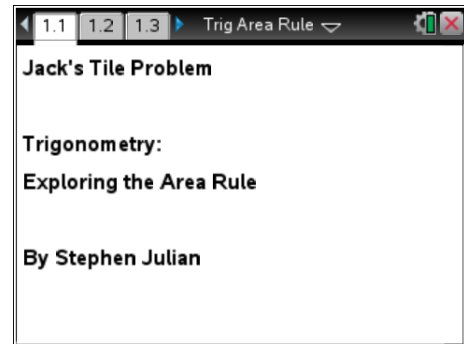 1.1 1.2 1.3 Trig Area Rule
Jack's Tile Problem
Trigonometry:
Exploring the Area Rule
By Stephen Julian